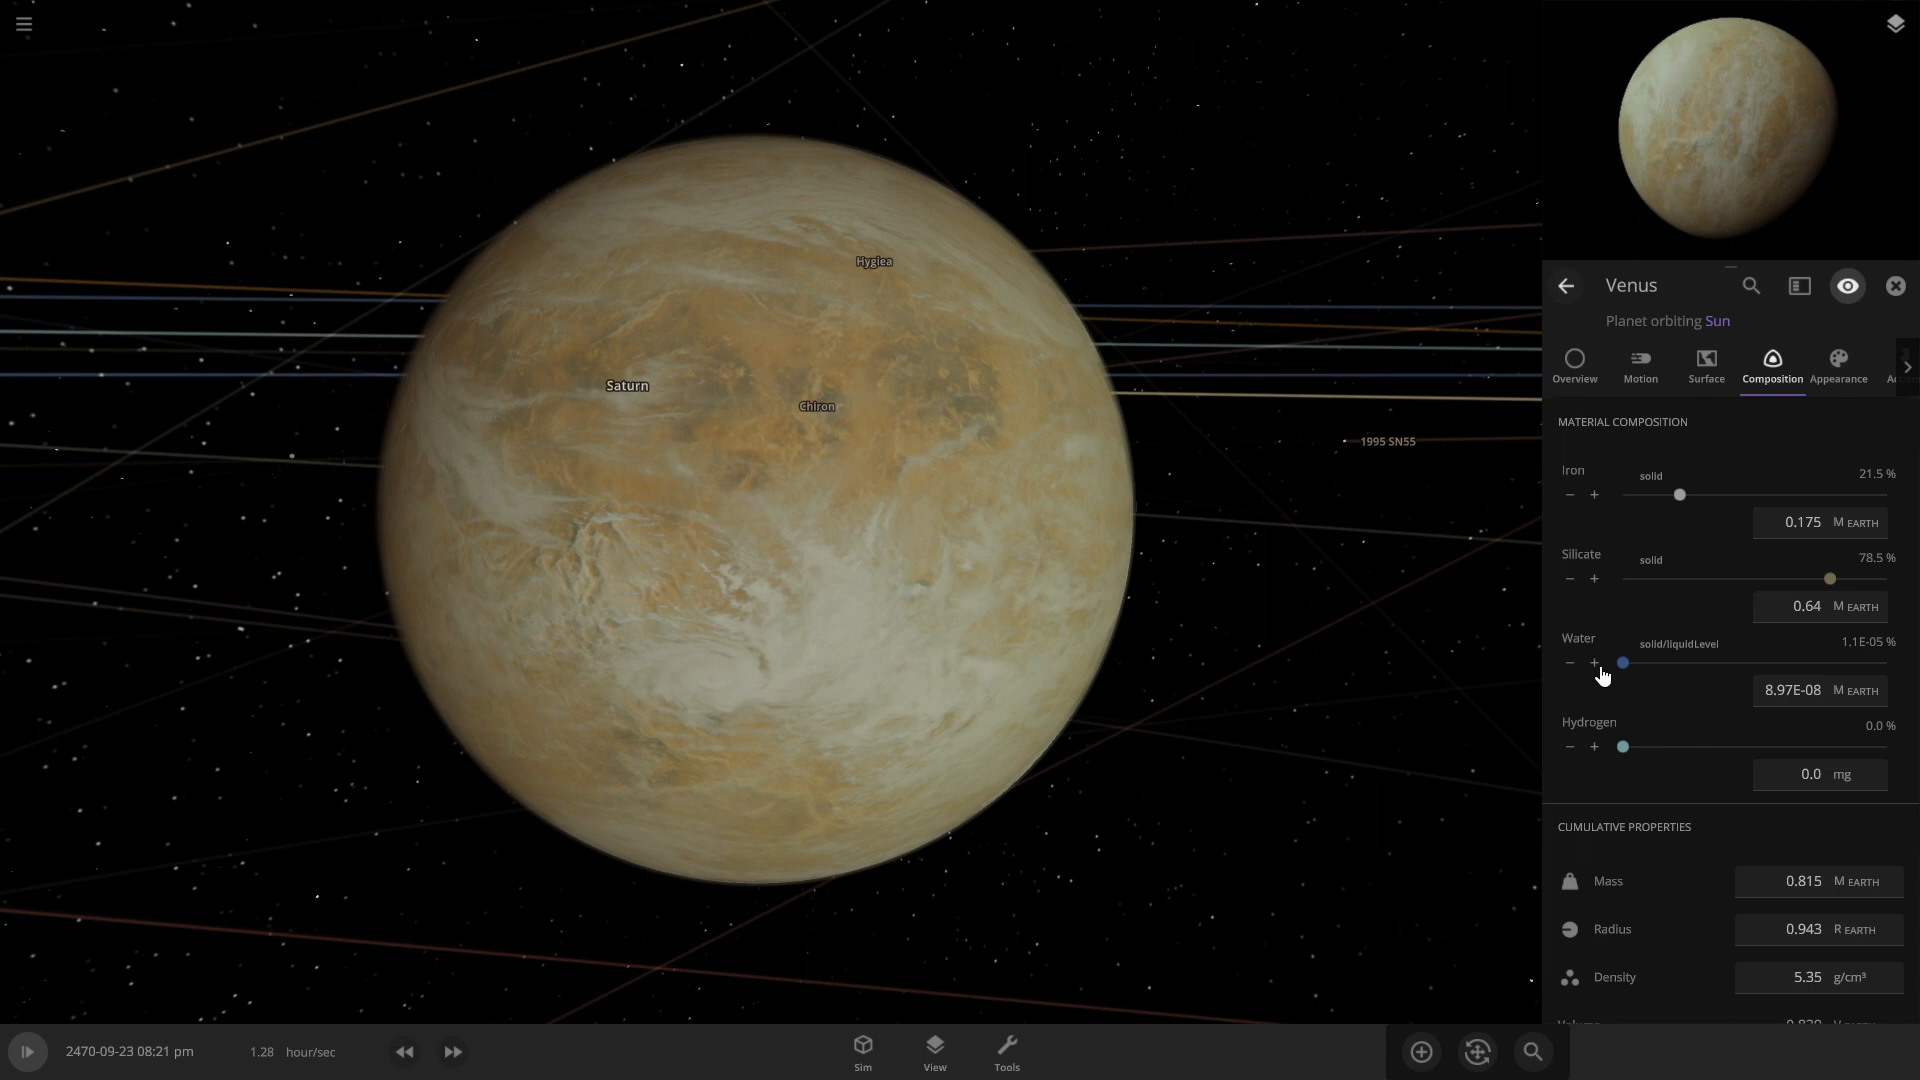 Hygiea
Saturn
Chiron
1995 SN55
Venus
Planet orbiting Sun
Overview Motion Surface Composition Appearance
MATERIAL COMPOSITION
Iron solid 21.5 %
− +
0.175 M EARTH
Silicate solid 78.5 %
− +
0.64 M EARTH
Water solid/liquidLevel 1.1E-05 %
− +
8.97E-08 M EARTH
Hydrogen 0.0 %
− +
0.0 mg
CUMULATIVE PROPERTIES
Mass 0.815 M EARTH
Radius 0.943 R EARTH
Density 5.35 g/cm³
2470-09-23 08:21 pm 1.28 hour/sec
Sim View Tools